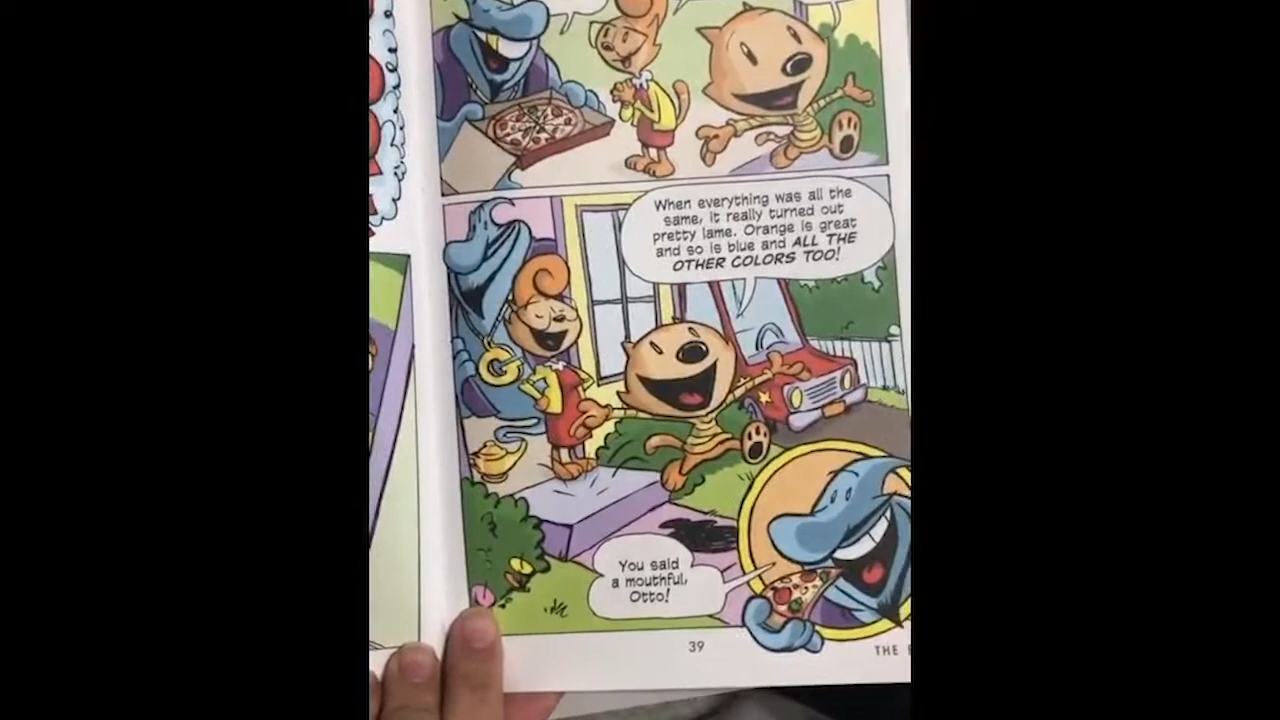 When everything was all the
same, it really turned out
pretty lame. Orange is great
and so is blue and ALL THE
OTHER COLORS TOO!
G
You said
a mouthful,
Otto!
39
THE